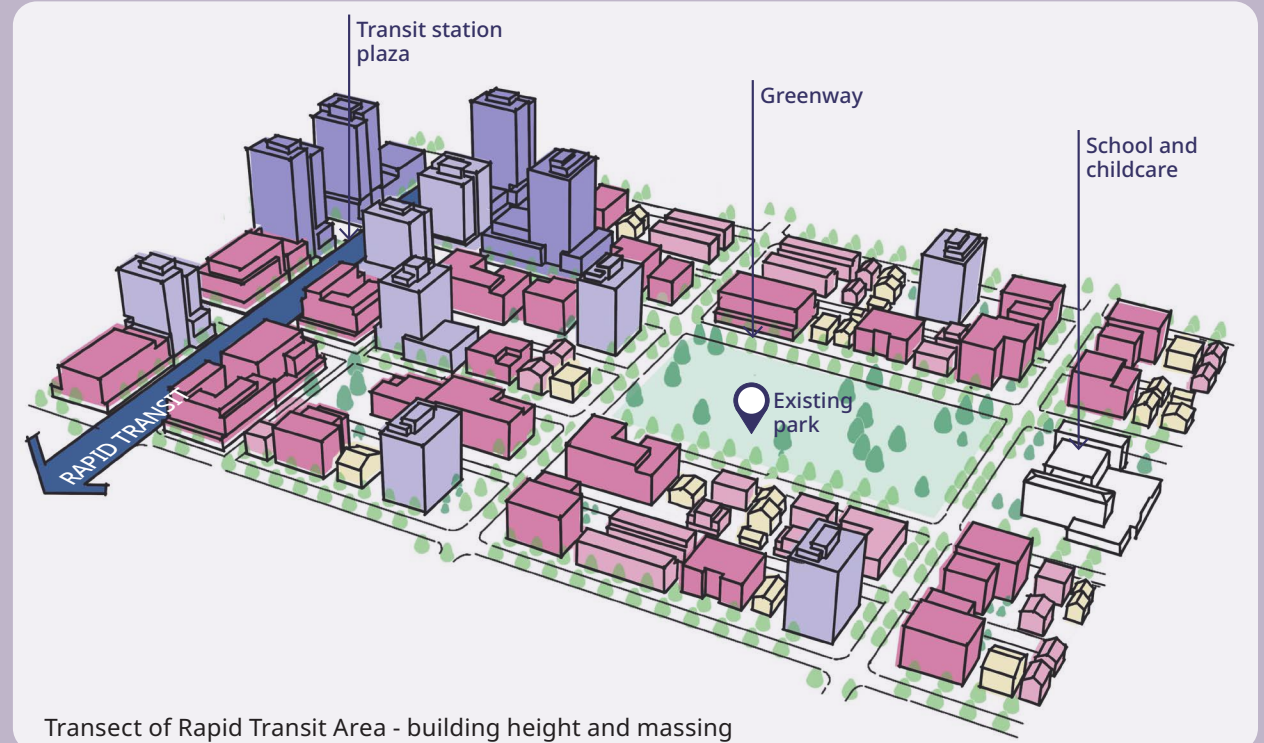 Transit station
plaza
Greenway
School and
childcare
Existing
park
RAPID TRANSIT
Transect of Rapid Transit Area - building height and massing